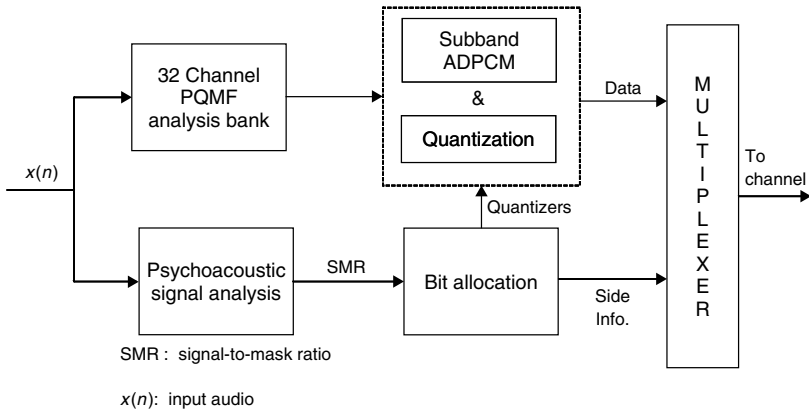 32 Channel
PQMF
analysis bank
Subband
ADPCM
&
Quantization
Data
MULTIPLEXER
To
channel
x(n)
Quantizers
Psychoacoustic
signal analysis
SMR
Bit allocation
Side
Info.
SMR : signal-to-mask ratio
x(n): input audio